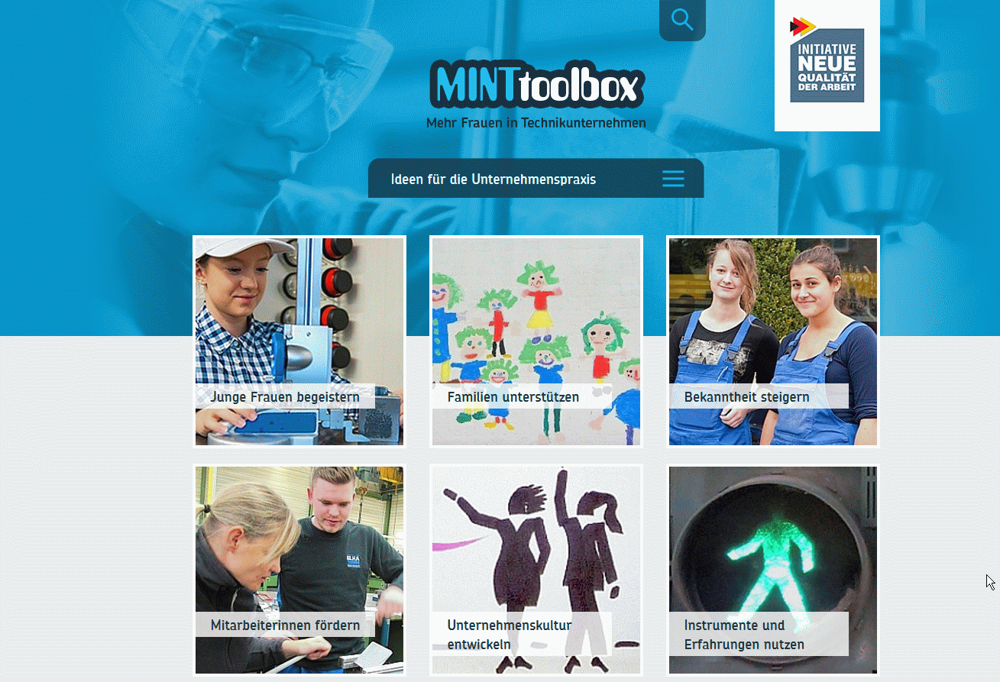 MINTtoolbox
Mehr Frauen in Technikunternehmen
INITIATIVE
NEUE
QUALITÄT
DER ARBEIT
Ideen für die Unternehmenspraxis
Junge Frauen begeistern
Familien unterstützen
Bekanntheit steigern
ELHA
Mitarbeiterinnen fördern
Unternehmenskultur
entwickeln
Instrumente und
Erfahrungen nutzen